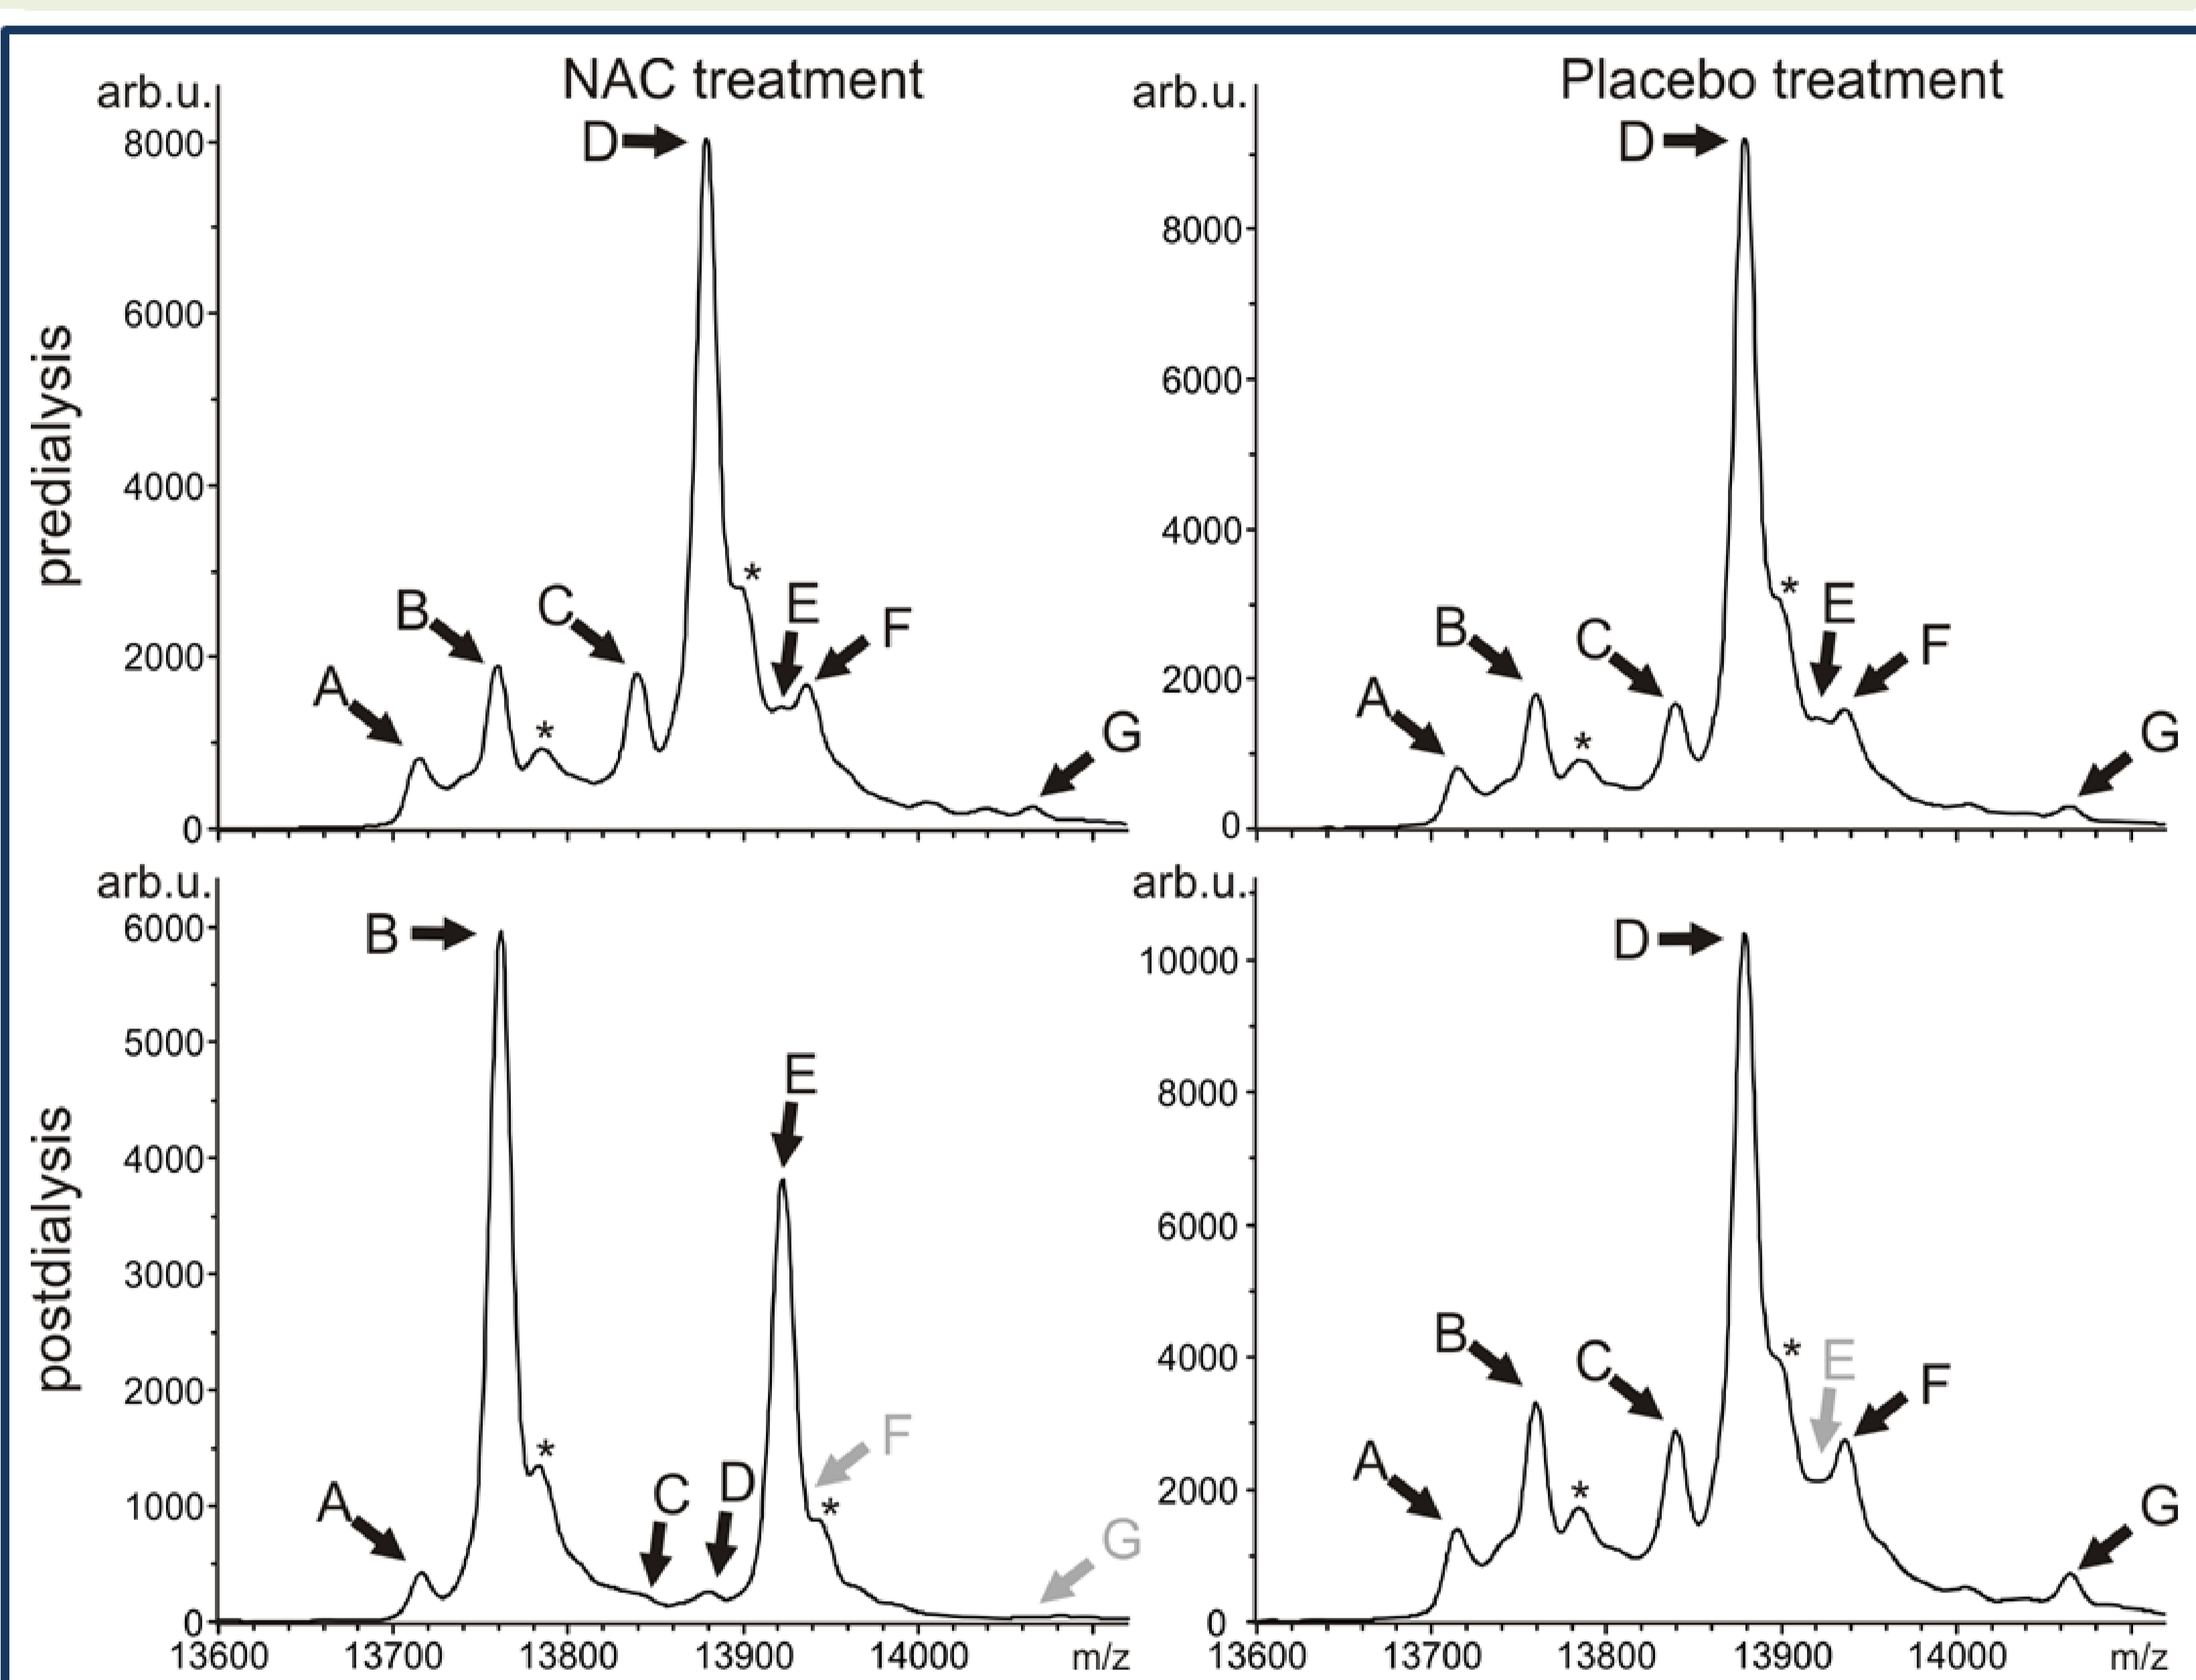 NAC treatment
Placebo treatment
predialysis
arb.u.
8000
6000
4000
2000
0
A
B
*
C
D
*
E
F
G
arb.u.
8000
6000
4000
2000
0
A
B
*
C
D
*
E
F
G
postdialysis
arb.u.
6000
5000
4000
3000
2000
1000
0
A
B
*
C
D
E
F
*
G
13600 13700 13800 13900 14000 m/z
arb.u.
10000
8000
6000
4000
2000
0
A
B
*
C
D
*
E
F
G
13600 13700 13800 13900 14000 m/z